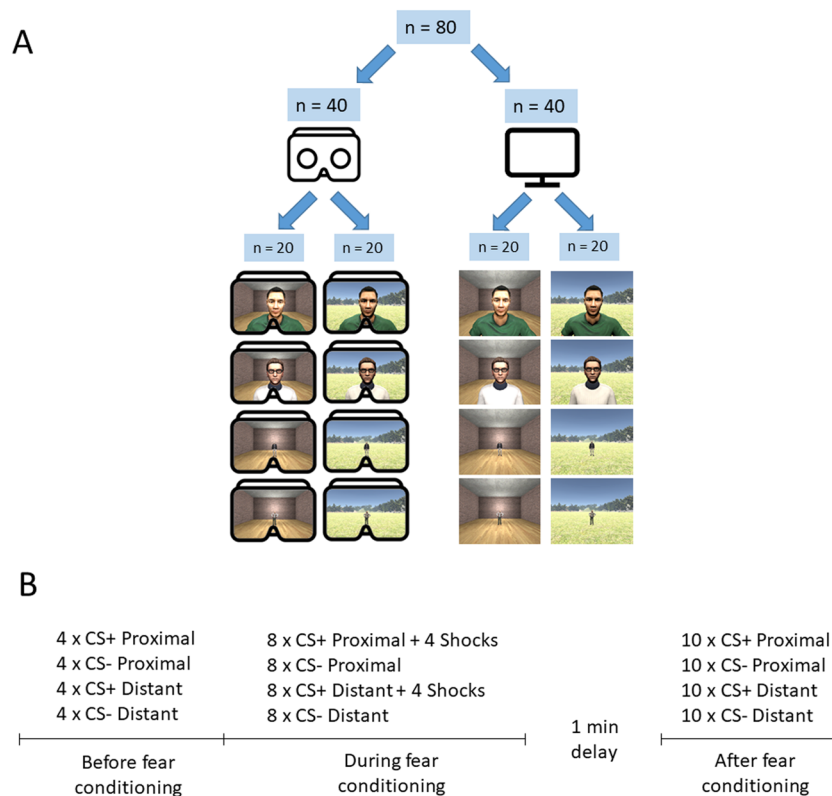 A
n = 80
n = 40
n = 40
n = 20
n = 20
n = 20
n = 20
B
4 x CS+ Proximal
4 x CS- Proximal
4 x CS+ Distant
4 x CS- Distant
8 x CS+ Proximal + 4 Shocks
8 x CS- Proximal
8 x CS+ Distant + 4 Shocks
8 x CS- Distant
1 min
delay
10 x CS+ Proximal
10 x CS- Proximal
10 x CS+ Distant
10 x CS- Distant
Before fear
conditioning
During fear
conditioning
After fear
conditioning